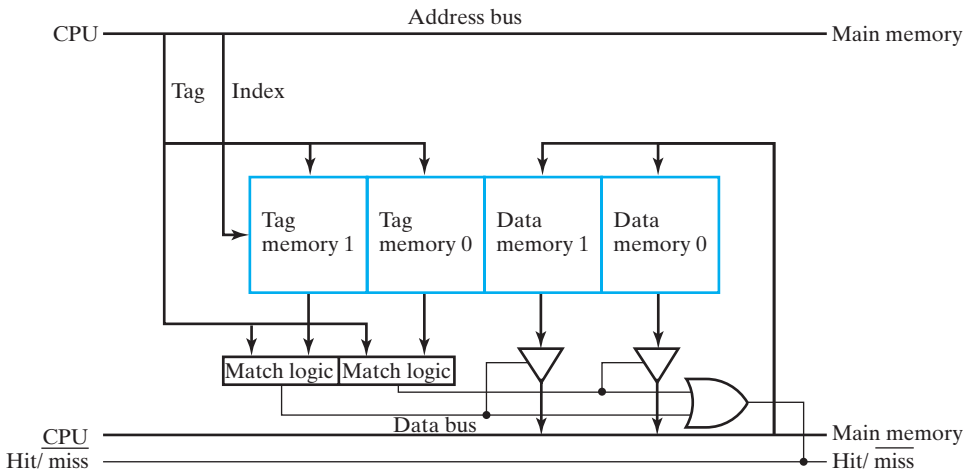 Address bus
CPU
Main memory
Tag
Index
Tag
memory 1
Tag
memory 0
Data
memory 1
Data
memory 0
Match logic
Match logic
Data bus
CPU
Main memory
Hit/ miss
Hit/ miss